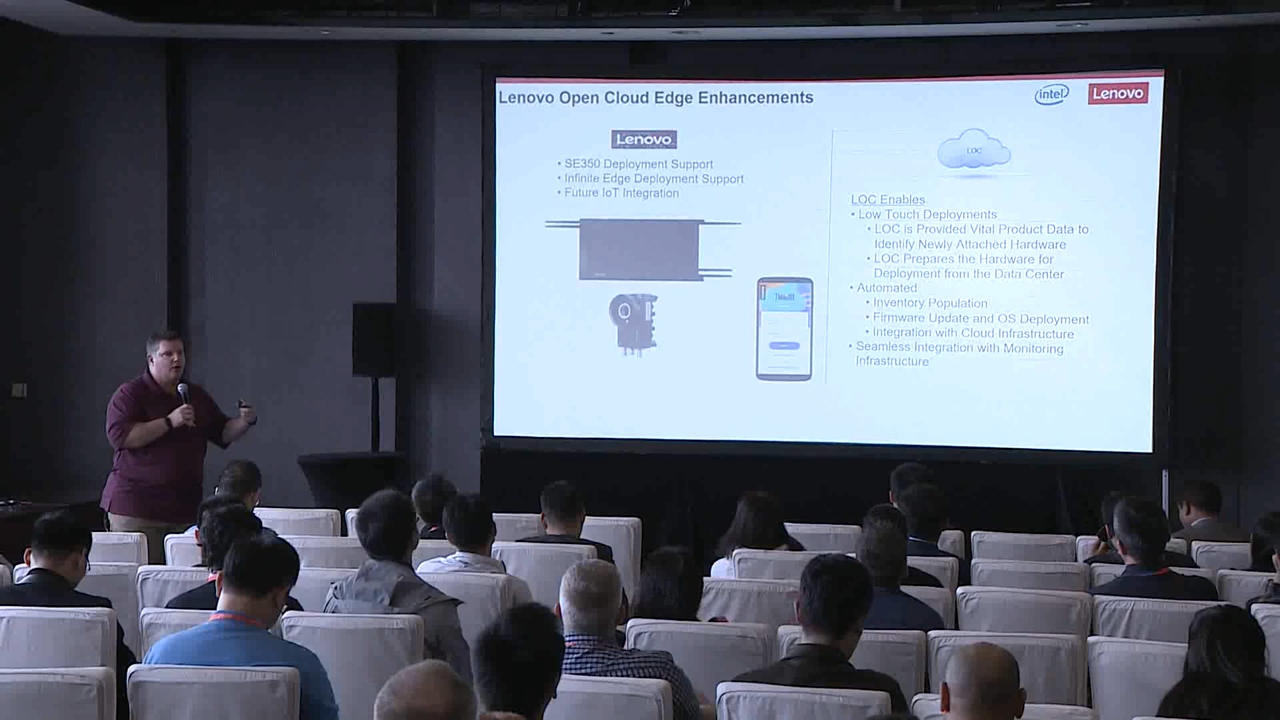 Lenovo Open Cloud Edge Enhancements
intel
Lenovo
Lenovo
• SE350 Deployment Support
• Infinite Edge Deployment Support
• Future IoT Integration
LOC
LOC Enables
• Low Touch Deployments
• LOC is Provided Vital Product Data to
Identify Newly Attached Hardware
• LOC Prepares the Hardware for
Deployment from the Data Center
• Automated
• Inventory Population
• Firmware Update and OS Deployment
• Integration with Cloud Infrastructure
• Seamless Integration with Monitoring
Infrastructure